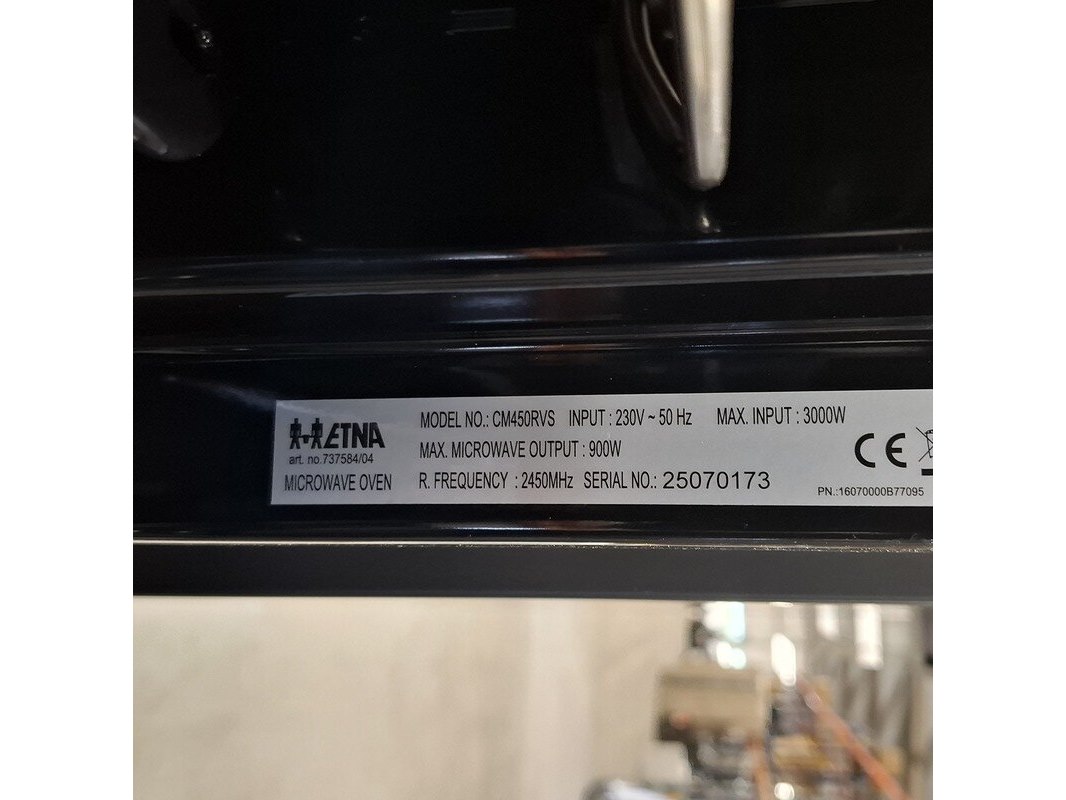 ETNA
art. no.737584/04
MICROWAVE OVEN
MODEL NO.: CM450RVS INPUT : 230V ~ 50 Hz MAX. INPUT : 3000W
MAX. MICROWAVE OUTPUT : 900W
R. FREQUENCY : 2450MHz SERIAL NO.: 25070173
CE
PN.:16070000B77095